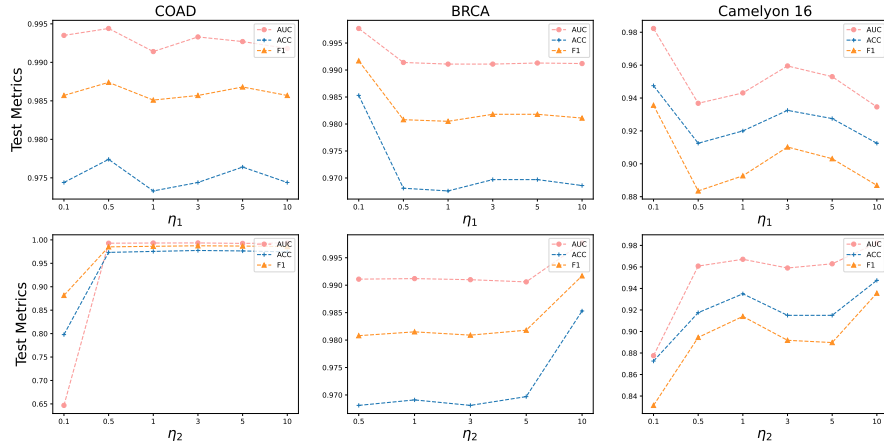 COAD
BRCA
Camelyon 16
Test Metrics
0.995
0.990
0.985
0.980
0.975
AUC
ACC
F1
0.1 0.5 1 3 5 10
η1
0.995
0.990
0.985
0.980
0.975
0.970
AUC
ACC
F1
0.1 0.5 1 3 5 10
η1
0.98
0.96
0.94
0.92
0.90
0.88
AUC
ACC
F1
0.1 0.5 1 3 5 10
η1
Test Metrics
1.00
0.95
0.90
0.85
0.80
0.75
0.70
0.65
AUC
ACC
F1
0.1 0.5 1 3 5 10
η2
0.995
0.990
0.985
0.980
0.975
0.970
AUC
ACC
F1
0.5 0.5 1 3 5 10
η2
0.98
0.96
0.94
0.92
0.90
0.88
0.86
0.84
AUC
ACC
F1
0.1 0.5 1 3 5 10
η2